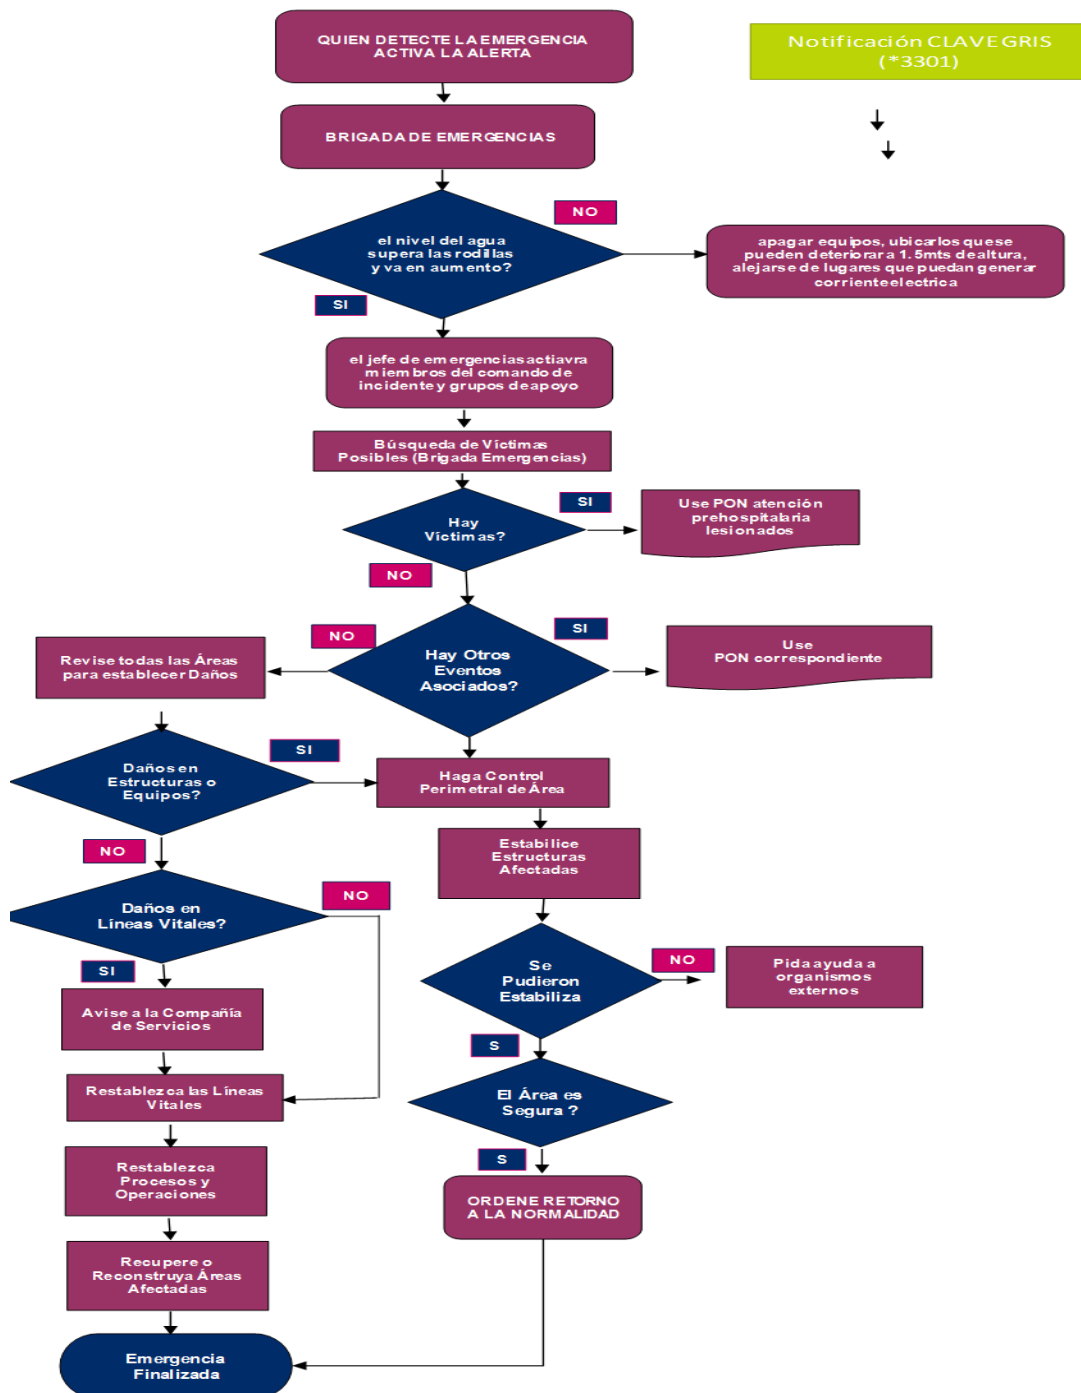 QUIEN DETECTE LA EMERGENCIA
ACTIVA LA ALERTA
Notificación CLAVE GRIS
(*3301)
BRIGADA DE EMERGENCIAS
NO
el nivel del agua
supera las rodillas
y va en aumento?
apagar equipos, ubicarlos que se
pueden deteriorar a 1.5mts de altura,
alejarse de lugares que puedan generar
corriente electrica
SI
el jefe de emergencias actiavra
miembros del comando de
incidente y grupos de apoyo
Búsqueda de Víctimas
Posibles (Brigada Emergencias)
SI
Hay
Víctimas?
Use PON atención
prehospitalaria
lesionados
NO
NO
SI
Revise todas las Áreas
para establecer Daños
Hay Otros
Eventos
Asociados?
Use
PON correspondiente
SI
Daños en
Estructuras o
Equipos?
Haga Control
Perimetral de Área
NO
Estabilice
Estructuras
Afectadas
NO
Daños en
Líneas Vitales?
SI
Se
Pudieron
Estabiliza
NO
Pida ayuda a
organismos
externos
Avise a la Compañía
de Servicios
S
Restablezca las Líneas
Vitales
El Área es
Segura ?
S
Restablezca
Procesos y
Operaciones
ORDENE RETORNO
A LA NORMALIDAD
Recupere o
Reconstruya Áreas
Afectadas
Emergencia
Finalizada